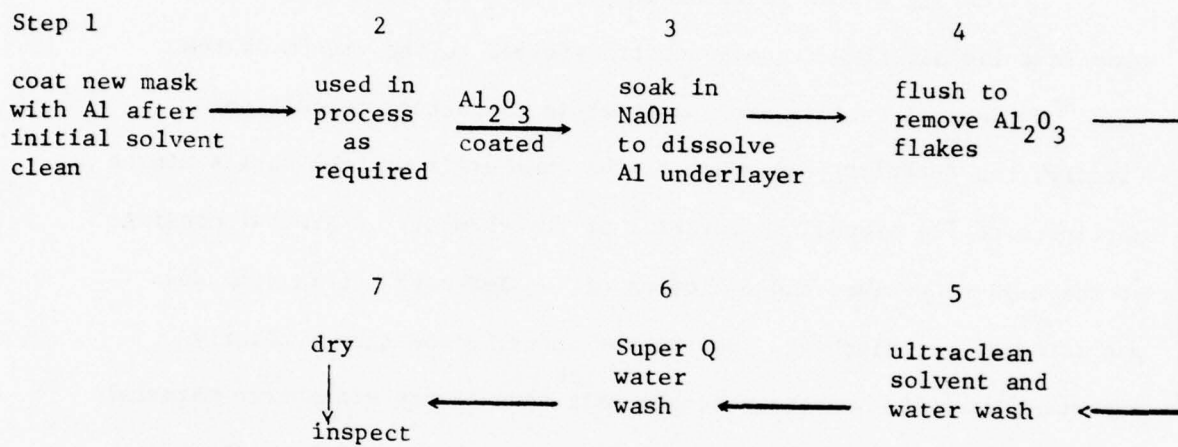 Step 1
coat new mask
with Al after
initial solvent
clean
2
used in
process
as
required
Al2O3
coated
3
soak in
NaOH
to dissolve
Al underlayer
4
flush to
remove Al2O3
flakes
5
ultraclean
solvent and
water wash
6
Super Q
water
wash
7
dry
inspect